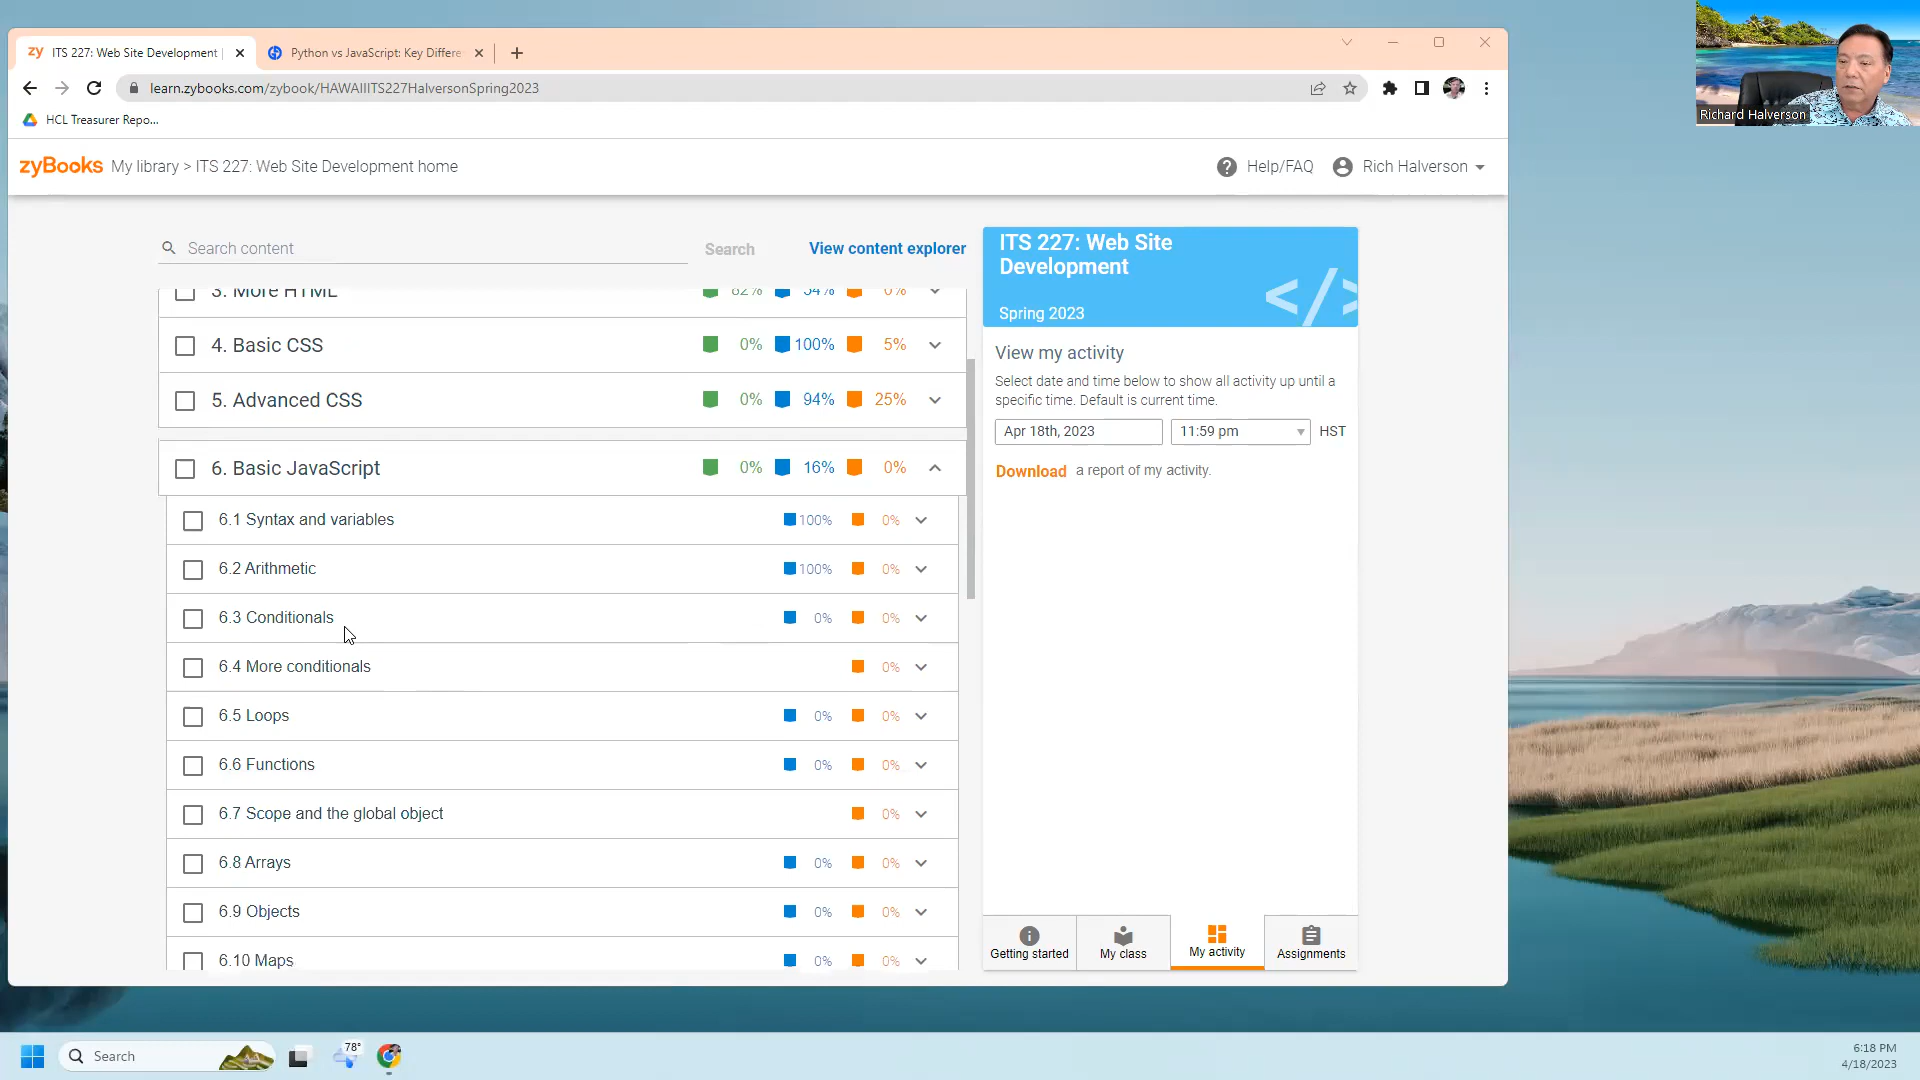 zy ITS 227: Web Site Development
Python vs JavaScript: Key Differe
learn.zybooks.com/zybook/HAWAIIITS227HalversonSpring2023
HCL Treasurer Repo...
Richard Halverson
zyBooks My library > ITS 227: Web Site Development home
Help/FAQ
Rich Halverson
Search content
Search
View content explorer
3. More HTML 82% 54% 0%
4. Basic CSS 0% 100% 5%
5. Advanced CSS 0% 94% 25%
6. Basic JavaScript 0% 16% 0%
6.1 Syntax and variables 100% 0%
6.2 Arithmetic 100% 0%
6.3 Conditionals 0% 0%
6.4 More conditionals 0%
6.5 Loops 0% 0%
6.6 Functions 0% 0%
6.7 Scope and the global object 0%
6.8 Arrays 0% 0%
6.9 Objects 0% 0%
6.10 Maps 0% 0%
ITS 227: Web Site
Development
</>
Spring 2023
View my activity
Select date and time below to show all activity up until a
specific time. Default is current time.
Apr 18th, 2023
11:59 pm
HST
Download a report of my activity.
Getting started
My class
My activity
Assignments
Search
78°
6:18 PM
4/18/2023